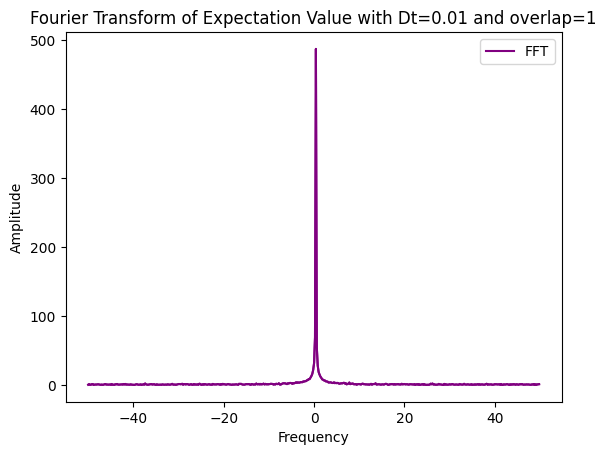 Fourier Transform of Expectation Value with Dt=0.01 and overlap=1
FFT
500
400
300
200
100
0
Amplitude
−40
−20
0
20
40
Frequency